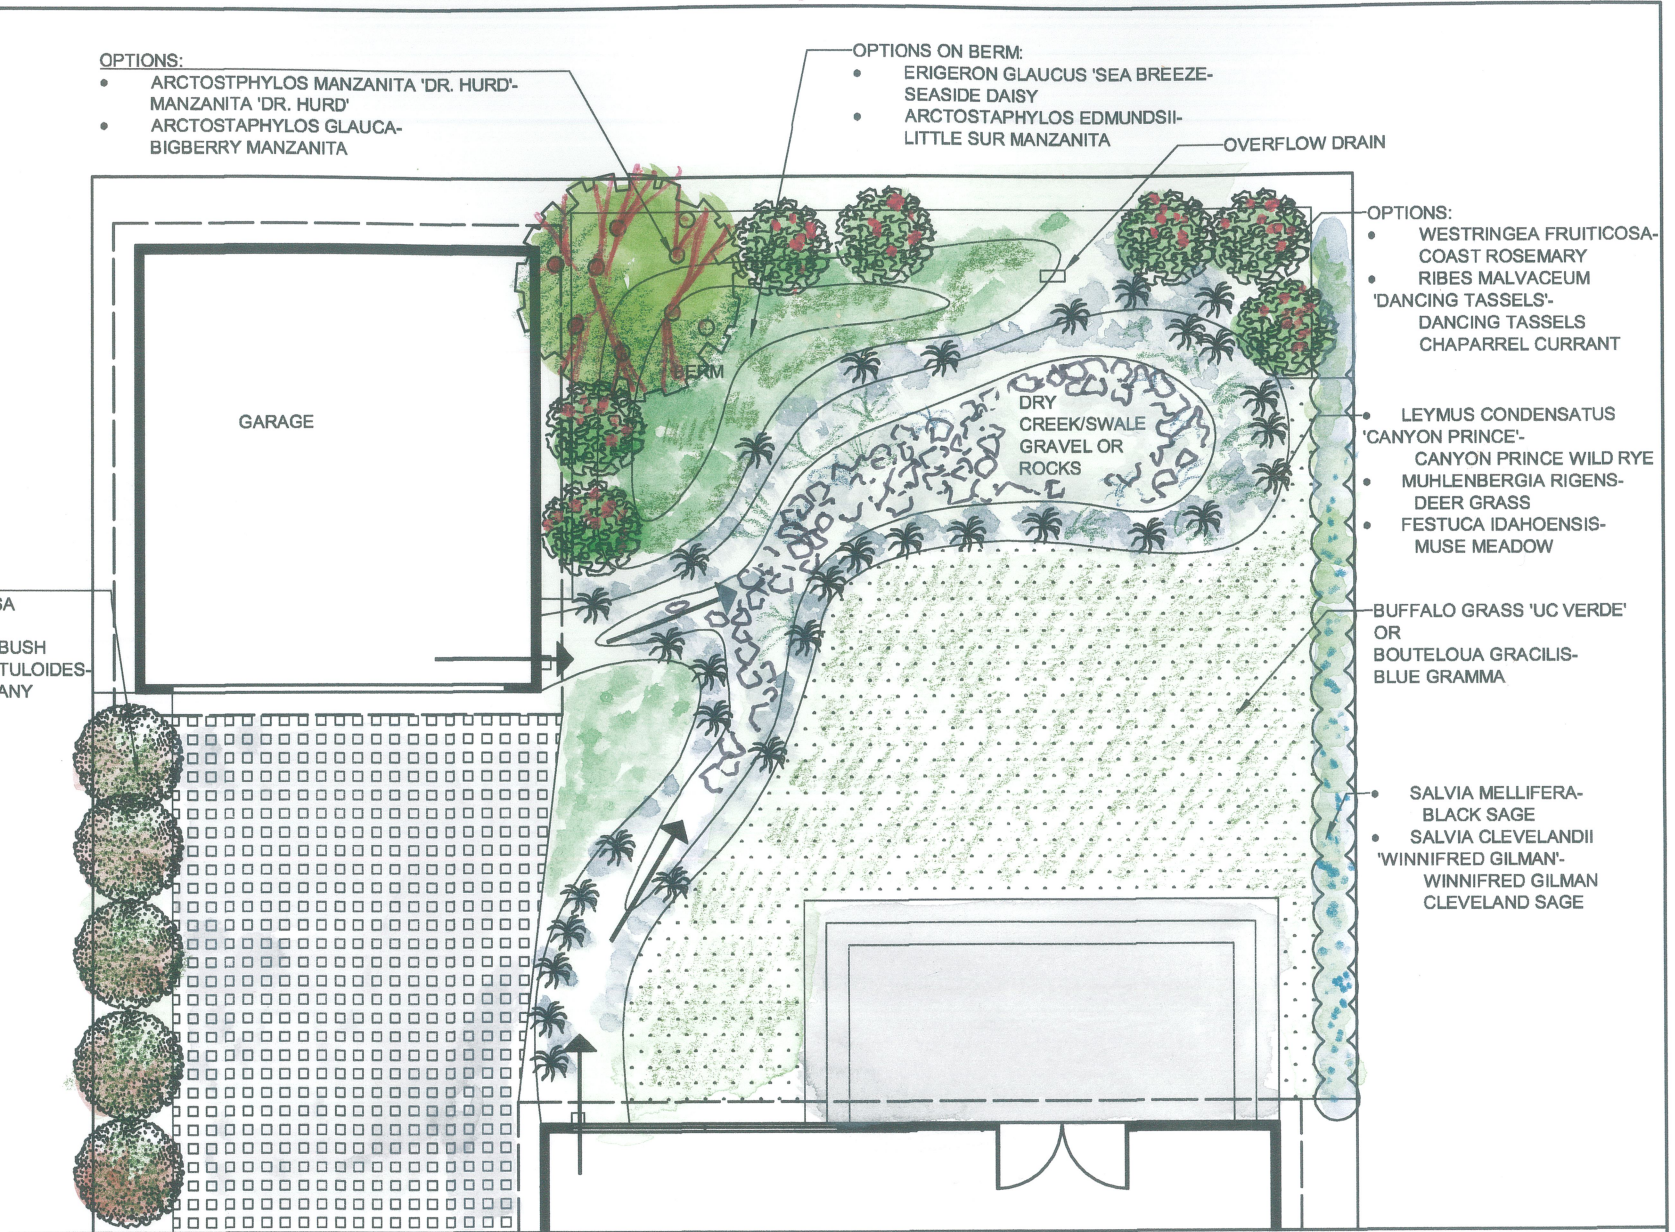 OPTIONS:
• ARCTOSTPHYLOS MANZANITA 'DR. HURD'-
MANZANITA 'DR. HURD'
• ARCTOSTAPHYLOS GLAUCA-
BIGBERRY MANZANITA
OPTIONS ON BERM:
• ERIGERON GLAUCUS 'SEA BREEZE-
SEASIDE DAISY
• ARCTOSTAPHYLOS EDMUNDSII-
LITTLE SUR MANZANITA
OVERFLOW DRAIN
OPTIONS:
• WESTRINGEA FRUITICOSA-
COAST ROSEMARY
• RIBES MALVACEUM
'DANCING TASSELS'-
DANCING TASSELS
CHAPARREL CURRANT
• LEYMUS CONDENSATUS
'CANYON PRINCE'-
CANYON PRINCE WILD RYE
• MUHLENBERGIA RIGENS-
DEER GRASS
• FESTUCA IDAHOENSIS-
MUSE MEADOW
BUFFALO GRASS 'UC VERDE'
OR
BOUTELOUA GRACILIS-
BLUE GRAMMA
• SALVIA MELLIFERA-
BLACK SAGE
• SALVIA CLEVELANDII
'WINNIFRED GILMAN'-
WINNIFRED GILMAN
CLEVELAND SAGE
GARAGE
BERM
DRY
CREEK/SWALE
GRAVEL OR
ROCKS
SA
BUSH
TULOIDES-
ANY